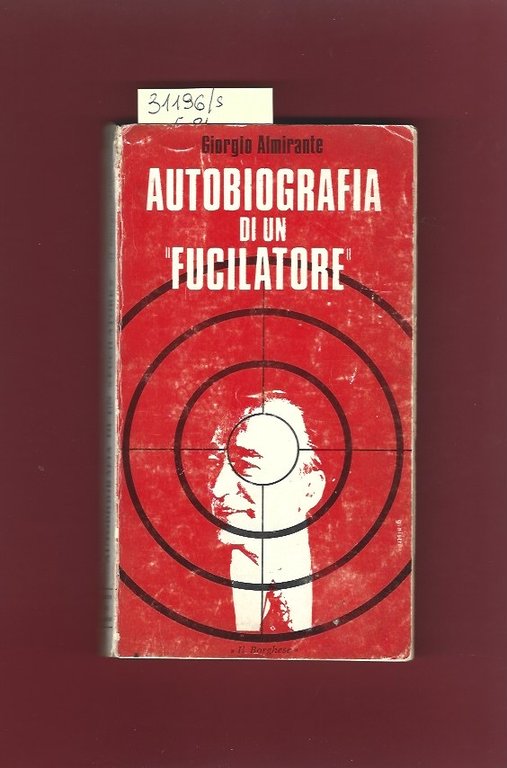 31196/s
Giorgio Almirante
AUTOBIOGRAFIA
DI UN
"FUCILATORE"
« Il Borghese »